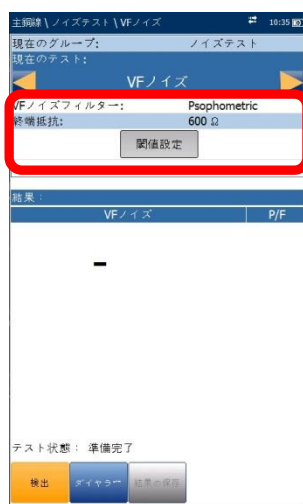 主銅線\ノイズテスト\VFノイズ 10:35
現在のグループ: ノイズテスト
現在のテスト:
VFノイズ
VFノイズフィルター: Psophometric
終端抵抗: 600 Ω
閾値設定
結果:
VFノイズ P/F
–
テスト状態: 準備完了
検出 ダイヤラー 結果の保存